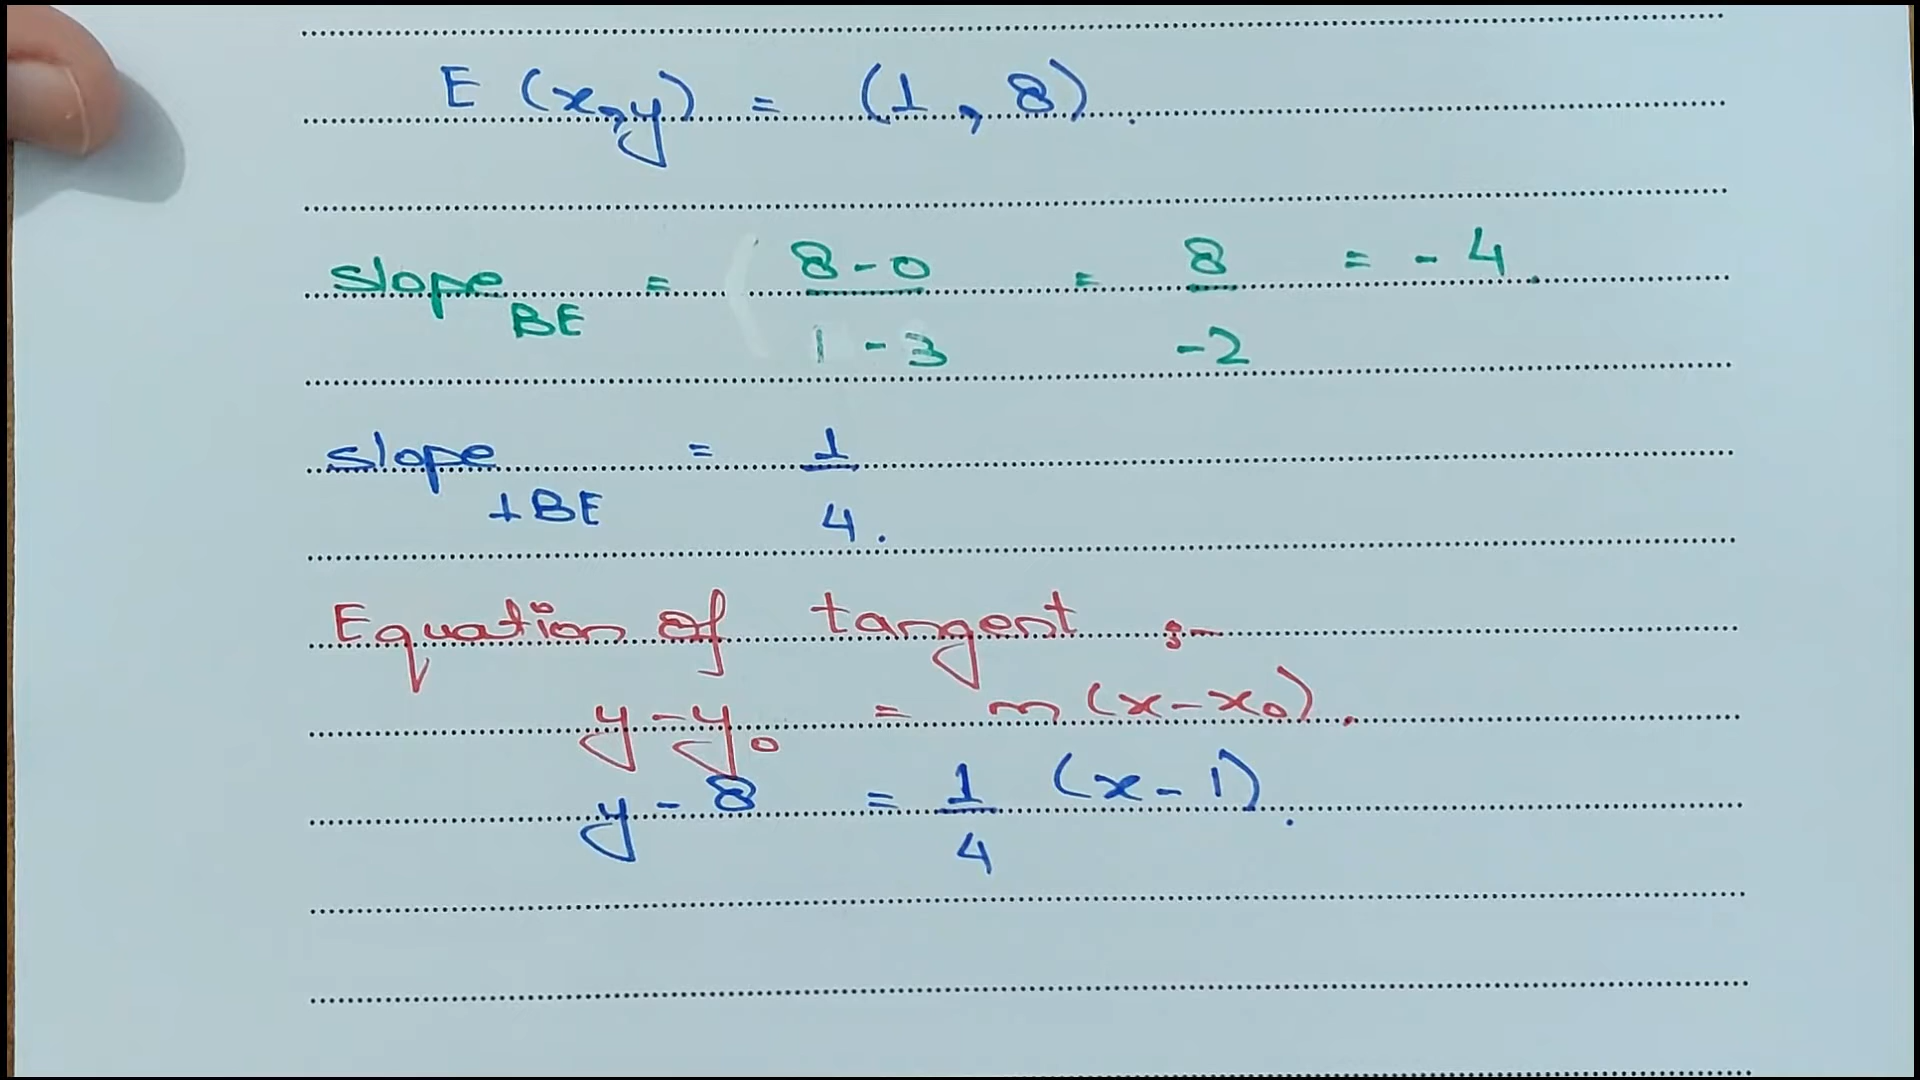 E (x,y) = (1, 8).
slope BE = 8-0 / 1-3 = 8 / -2 = -4.
slope ⊥BE = 1 / 4.
Equation of tangent :-
y-y₀ = m(x-x₀).
y-8 = 1/4 (x-1).